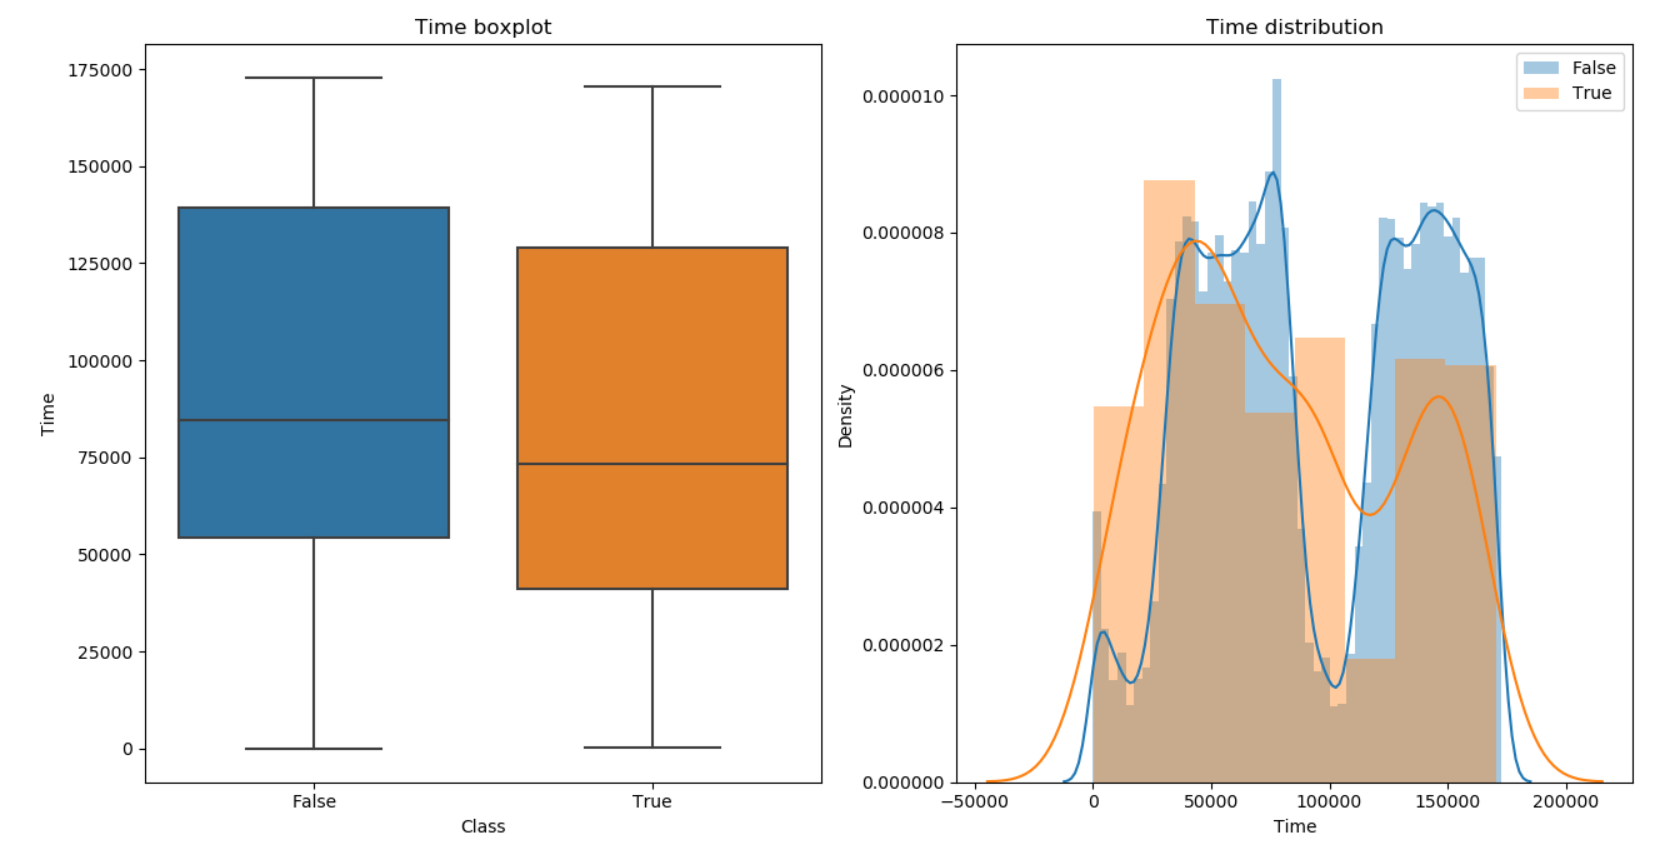 Time boxplot
175000
150000
125000
100000
75000
50000
25000
0
Time
False
True
Class
Time distribution
False
True
0.000010
0.000008
0.000006
0.000004
0.000002
0.000000
Density
−50000
0
50000
100000
150000
200000
Time